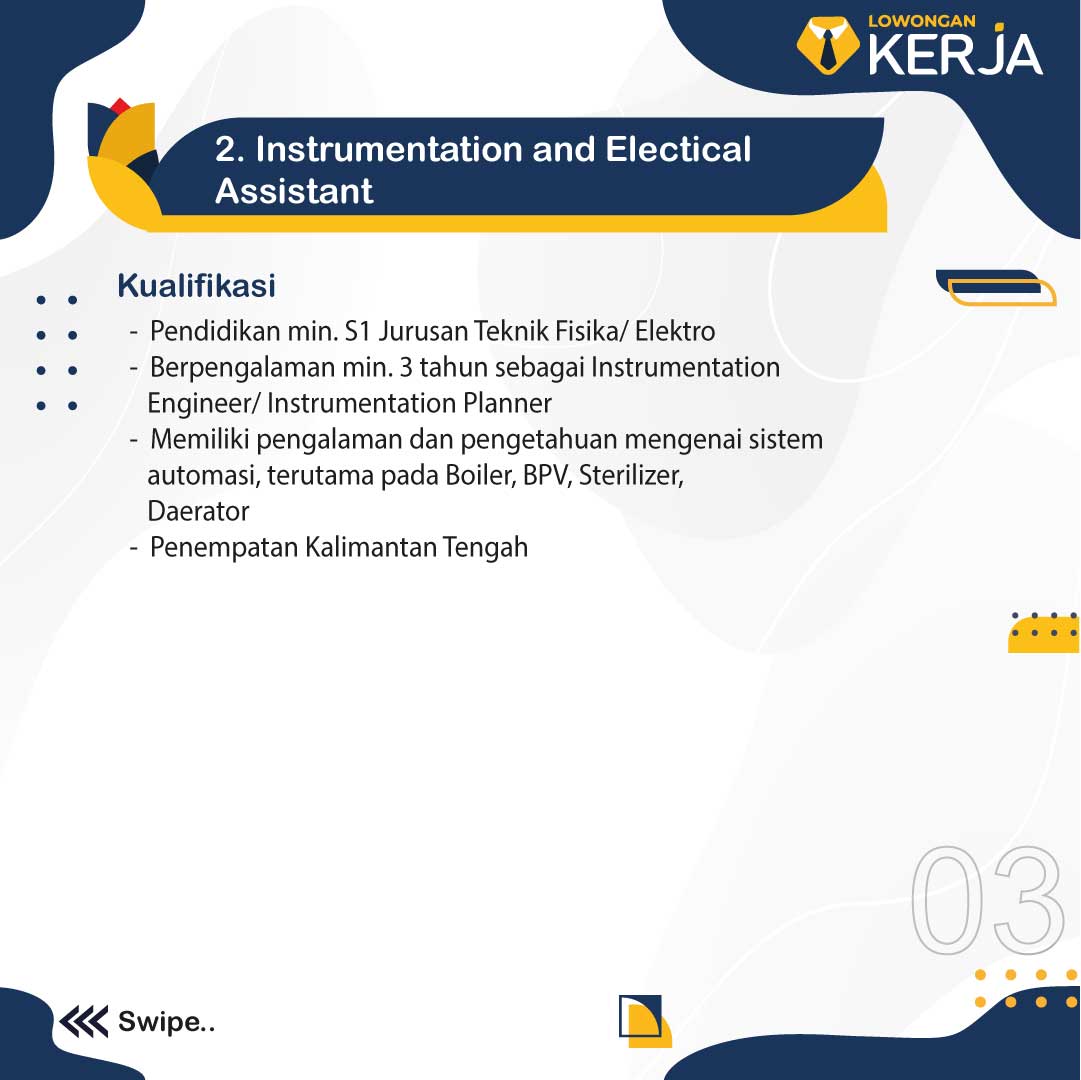 LOWONGAN
KERJA
2. Instrumentation and Electical
Assistant
Kualifikasi
- Pendidikan min. S1 Jurusan Teknik Fisika/ Elektro
- Berpengalaman min. 3 tahun sebagai Instrumentation
Engineer/ Instrumentation Planner
- Memiliki pengalaman dan pengetahuan mengenai sistem
automasi, terutama pada Boiler, BPV, Sterilizer,
Daerator
- Penempatan Kalimantan Tengah
03
Swipe..